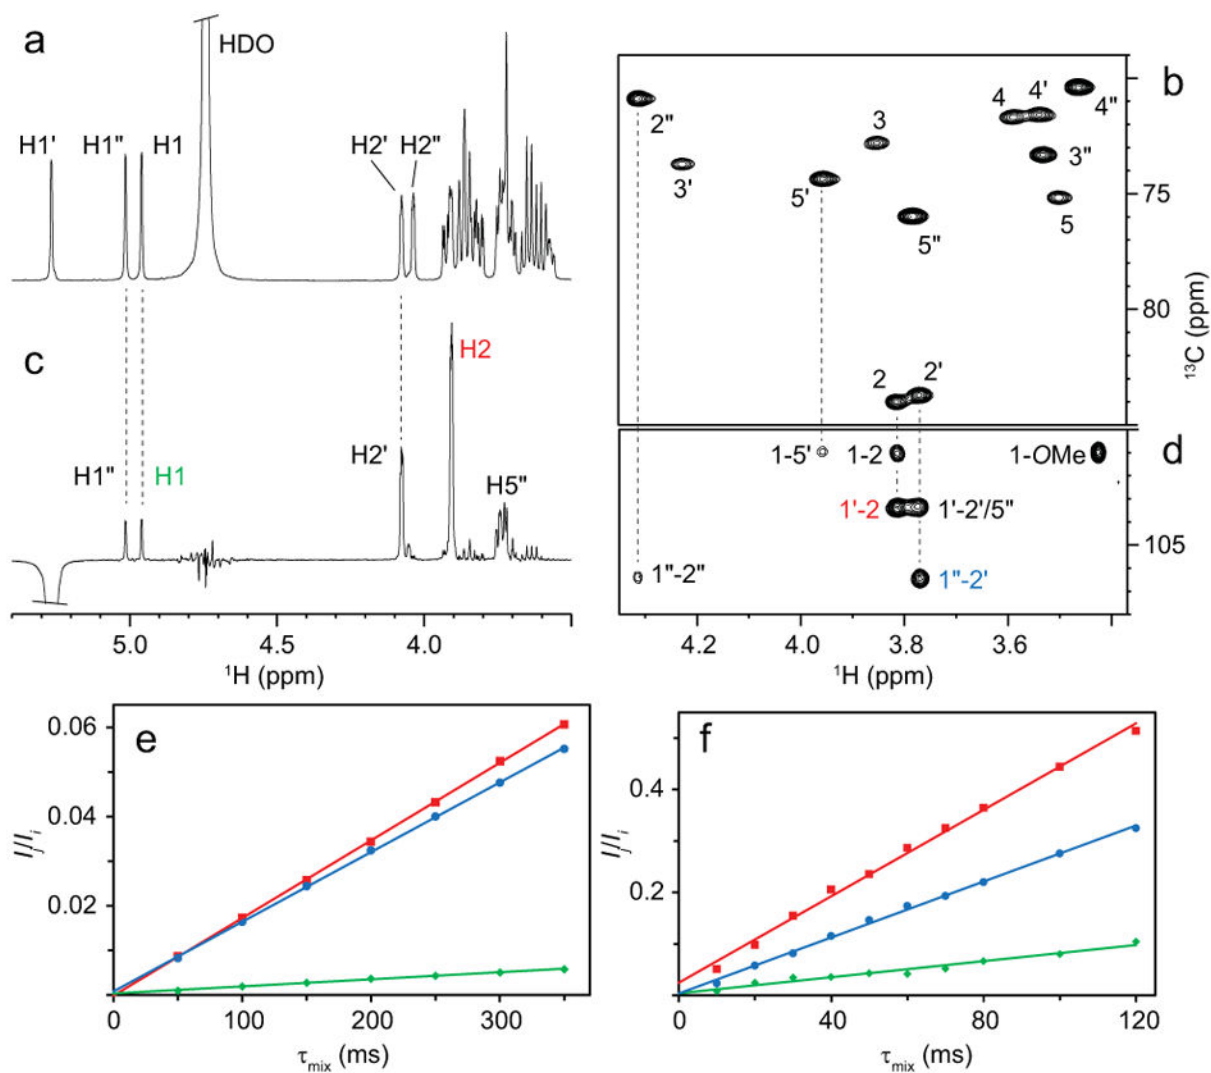 a
HDO
H1' H1" H1 H2' H2"
b
2" 3' 3 5' 4 4' 4" 3" 5 5" 2 2'
75
80
¹³C (ppm)
c
H2
H1" H1 H2' H5"
5.0 4.5 4.0
¹H (ppm)
d
1-5' 1-2 1-OMe
1'-2 1'-2'/5"
105
1"-2" 1"-2'
4.2 4.0 3.8 3.6
¹H (ppm)
e
0.06
0.04
0.02
Iⱼ/Iᵢ
0 100 200 300
τmix (ms)
f
0.4
0.2
Iⱼ/Iᵢ
0 40 80 120
τmix (ms)